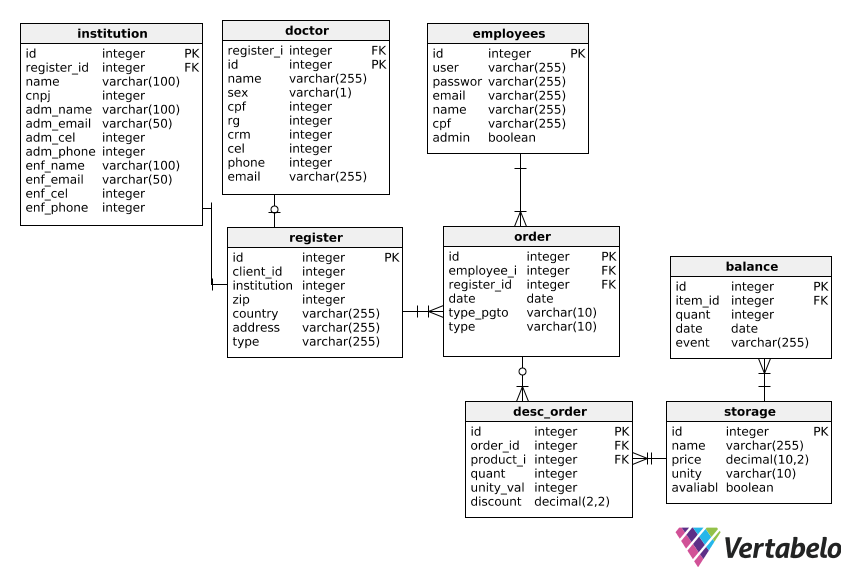 institution
id integer PK
register_id integer FK
name varchar(100)
cnpj integer
adm_name varchar(100)
adm_email varchar(50)
adm_cel integer
adm_phone integer
enf_name varchar(100)
enf_email varchar(50)
enf_cel integer
enf_phone integer
doctor
register_i integer FK
id integer PK
name varchar(255)
sex varchar(1)
cpf integer
rg integer
crm integer
cel integer
phone integer
email varchar(255)
employees
id integer PK
user varchar(255)
passwor varchar(255)
email varchar(255)
name varchar(255)
cpf varchar(255)
admin boolean
register
id integer PK
client_id integer
institution integer
zip integer
country varchar(255)
address varchar(255)
type varchar(255)
order
id integer PK
employee_i integer FK
register_id integer FK
date date
type_pgto varchar(10)
type varchar(10)
balance
id integer PK
item_id integer FK
quant integer
date date
event varchar(255)
desc_order
id integer PK
order_id integer FK
product_i integer FK
quant integer
unity_val integer
discount decimal(2,2)
storage
id integer PK
name varchar(255)
price decimal(10,2)
unity varchar(10)
avaliabl boolean
Vertabelo